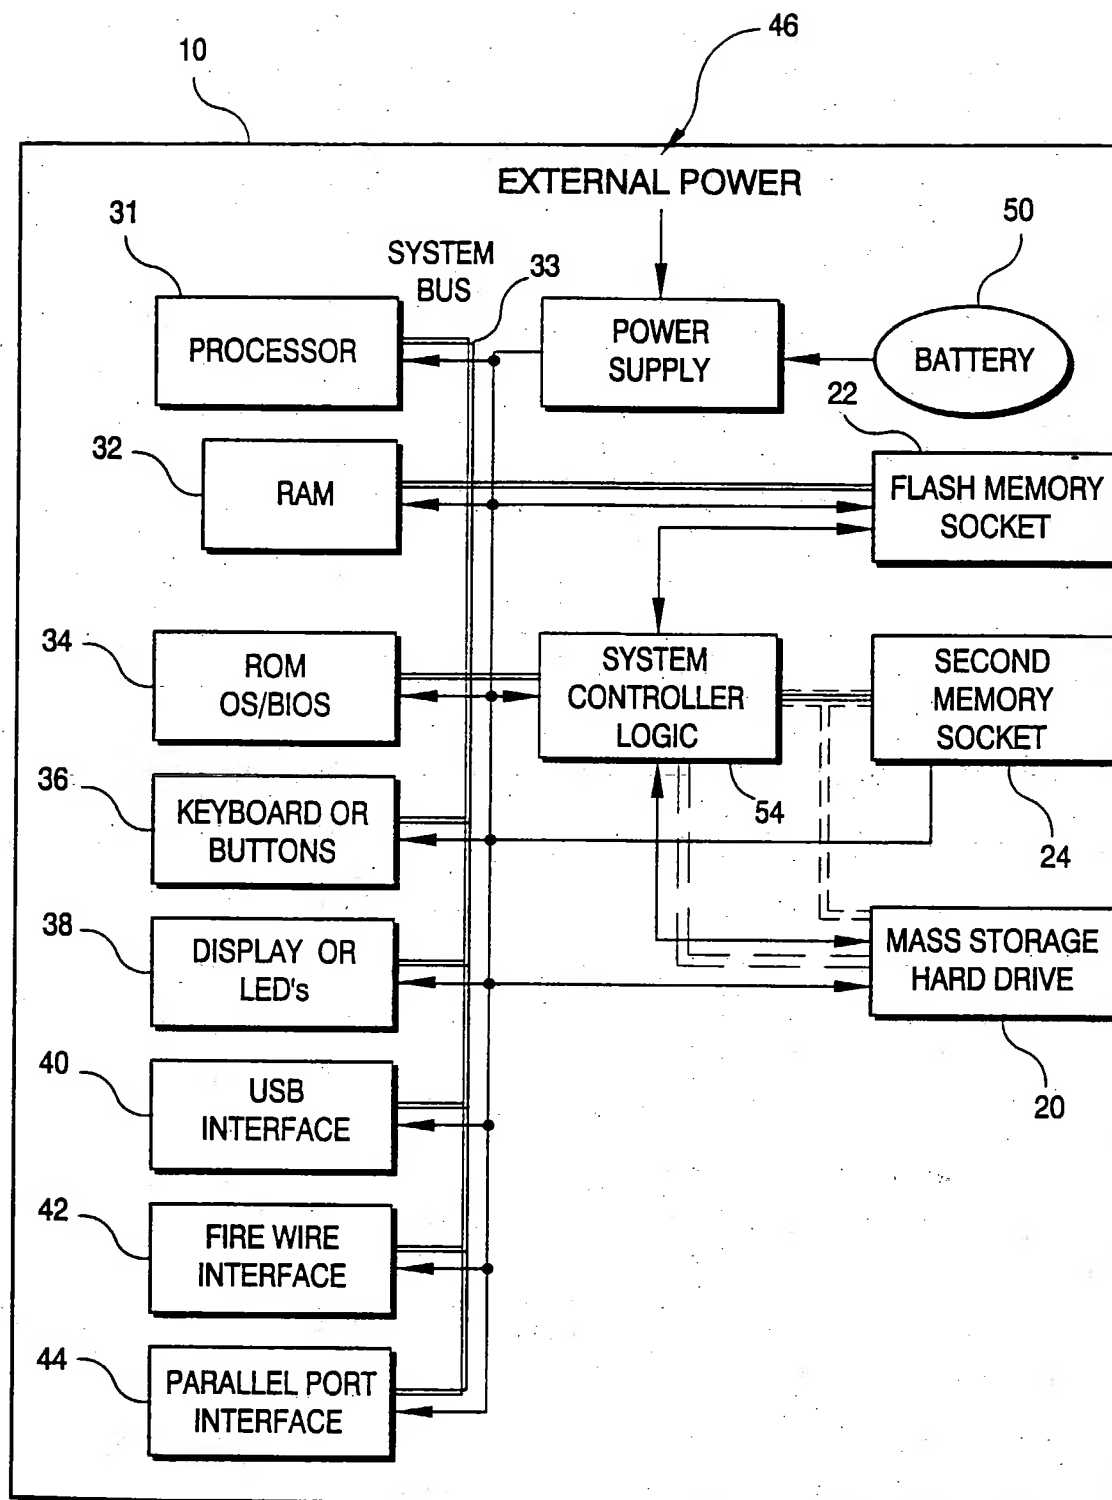 46
10
EXTERNAL POWER
31
SYSTEM
BUS
33
50
PROCESSOR
POWER
SUPPLY
BATTERY
22
32
RAM
FLASH MEMORY
SOCKET
34
ROM
OS/BIOS
SYSTEM
CONTROLLER
LOGIC
SECOND
MEMORY
SOCKET
36
KEYBOARD OR
BUTTONS
54
24
38
DISPLAY OR
LED's
MASS STORAGE
HARD DRIVE
40
USB
INTERFACE
20
42
FIRE WIRE
INTERFACE
44
PARALLEL PORT
INTERFACE